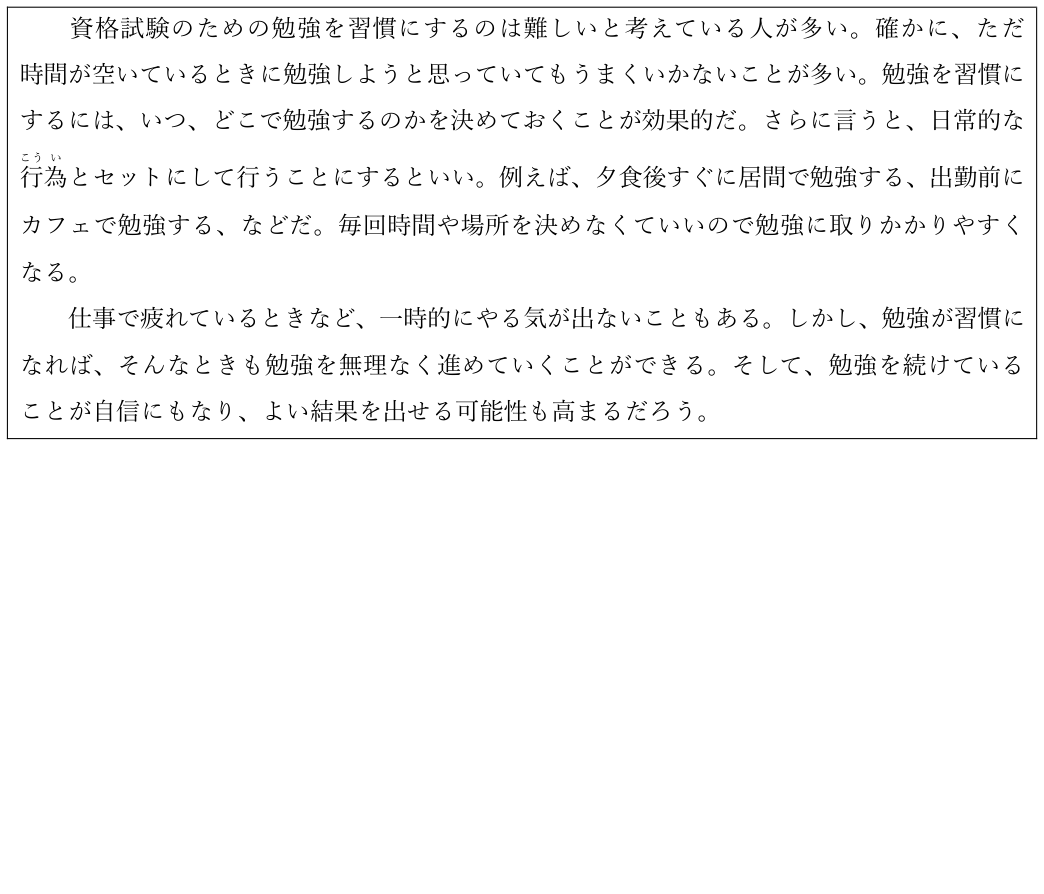 資格試験のための勉強を習慣にするのは難しいと考えている人が多い。確かに、ただ
時間が空いているときに勉強しようと思っていてもうまくいかないことが多い。勉強を習慣に
するには、いつ、どこで勉強するのかを決めておくことが効果的だ。さらに言うと、日常的な
こうい
行為とセットにして行うことにするといい。例えば、夕食後すぐに居間で勉強する、出勤前に
カフェで勉強する、などだ。毎回時間や場所を決めなくていいので勉強に取りかかりやすく
なる。
仕事で疲れているときなど、一時的にやる気が出ないこともある。しかし、勉強が習慣に
なれば、そんなときも勉強を無理なく進めていくことができる。そして、勉強を続けている
ことが自信にもなり、よい結果を出せる可能性も高まるだろう。